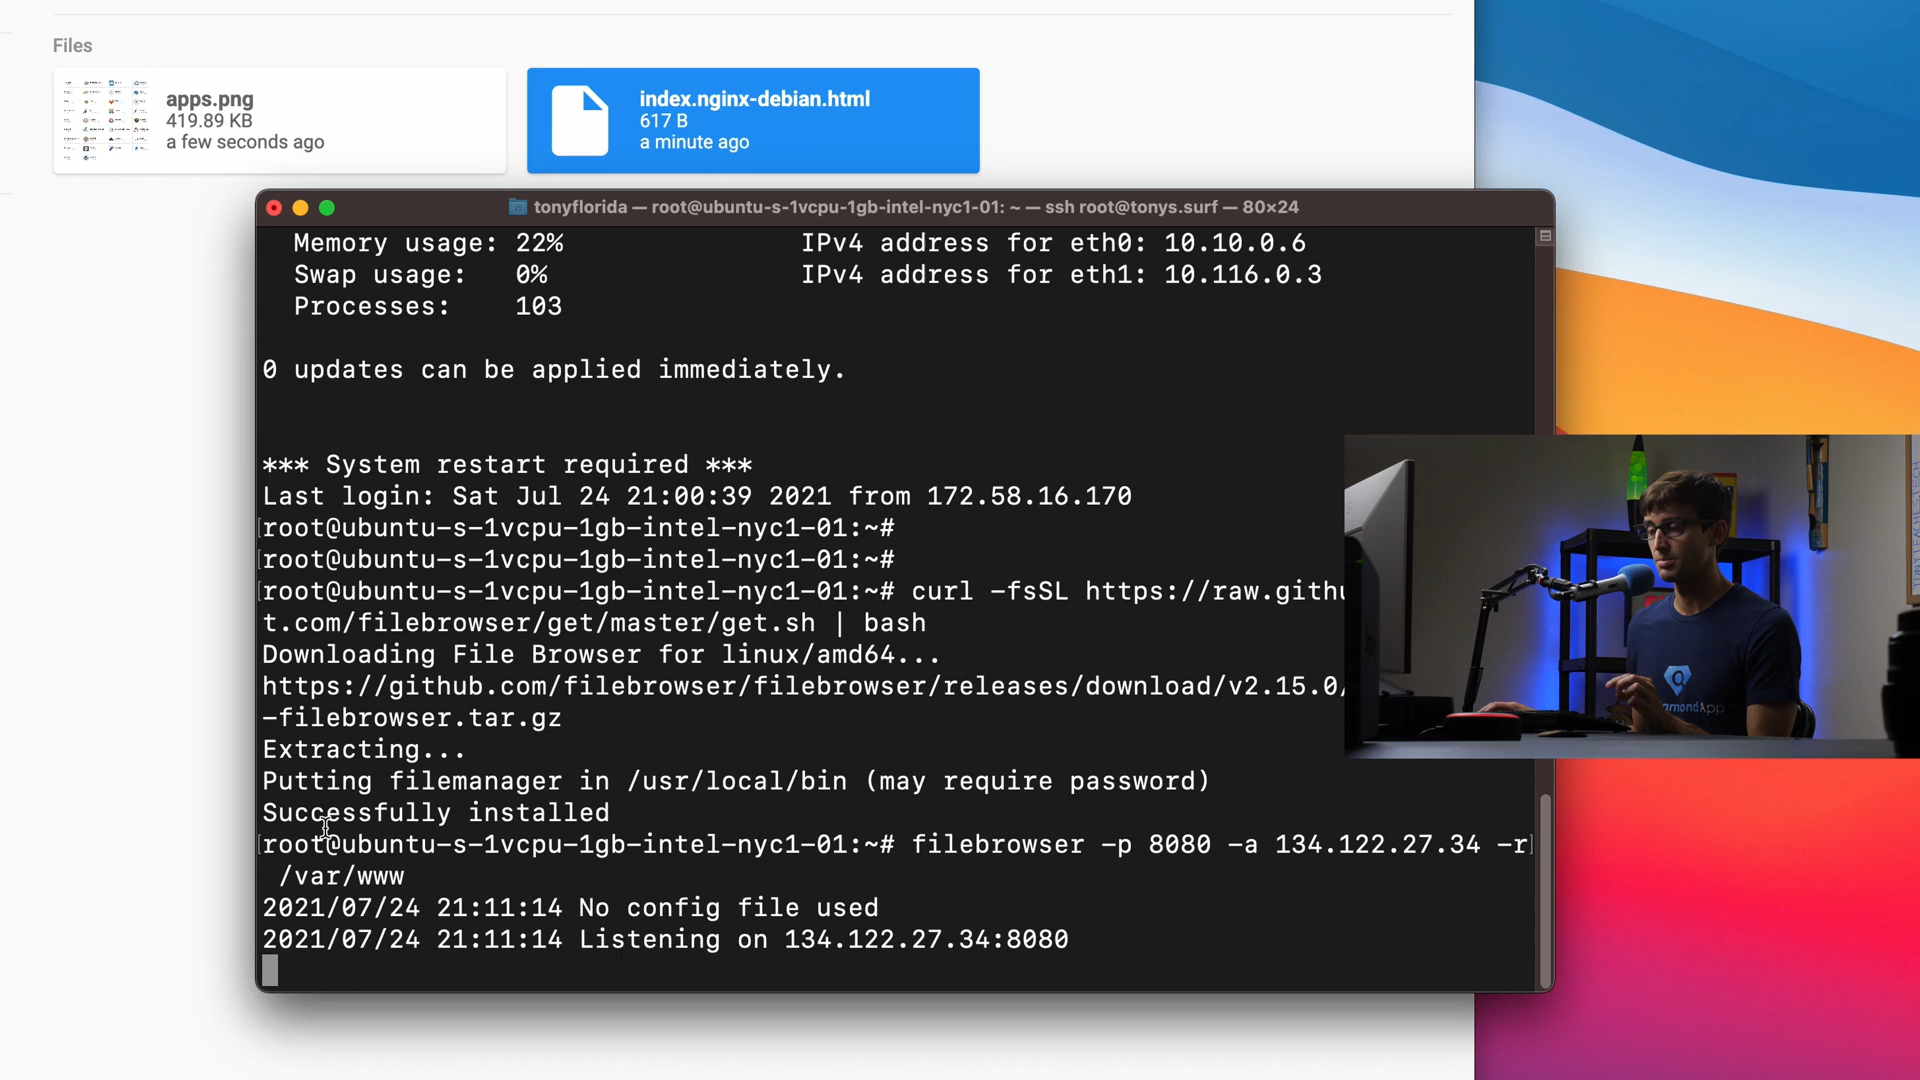 Files
apps.png
419.89 KB
a few seconds ago
index.nginx-debian.html
617 B
a minute ago
tonyflorida — root@ubuntu-s-1vcpu-1gb-intel-nyc1-01: ~ — ssh root@tonys.surf — 80×24
Memory usage: 22% IPv4 address for eth0: 10.10.0.6
Swap usage: 0% IPv4 address for eth1: 10.116.0.3
Processes: 103
0 updates can be applied immediately.
*** System restart required ***
Last login: Sat Jul 24 21:00:39 2021 from 172.58.16.170
[root@ubuntu-s-1vcpu-1gb-intel-nyc1-01:~#
[root@ubuntu-s-1vcpu-1gb-intel-nyc1-01:~#
[root@ubuntu-s-1vcpu-1gb-intel-nyc1-01:~# curl -fsSL https://raw.githu
t.com/filebrowser/get/master/get.sh | bash
Downloading File Browser for linux/amd64...
https://github.com/filebrowser/filebrowser/releases/download/v2.15.0/
-filebrowser.tar.gz
Extracting...
Putting filemanager in /usr/local/bin (may require password)
Successfully installed
[root@ubuntu-s-1vcpu-1gb-intel-nyc1-01:~# filebrowser -p 8080 -a 134.122.27.34 -r]
/var/www
2021/07/24 21:11:14 No config file used
2021/07/24 21:11:14 Listening on 134.122.27.34:8080